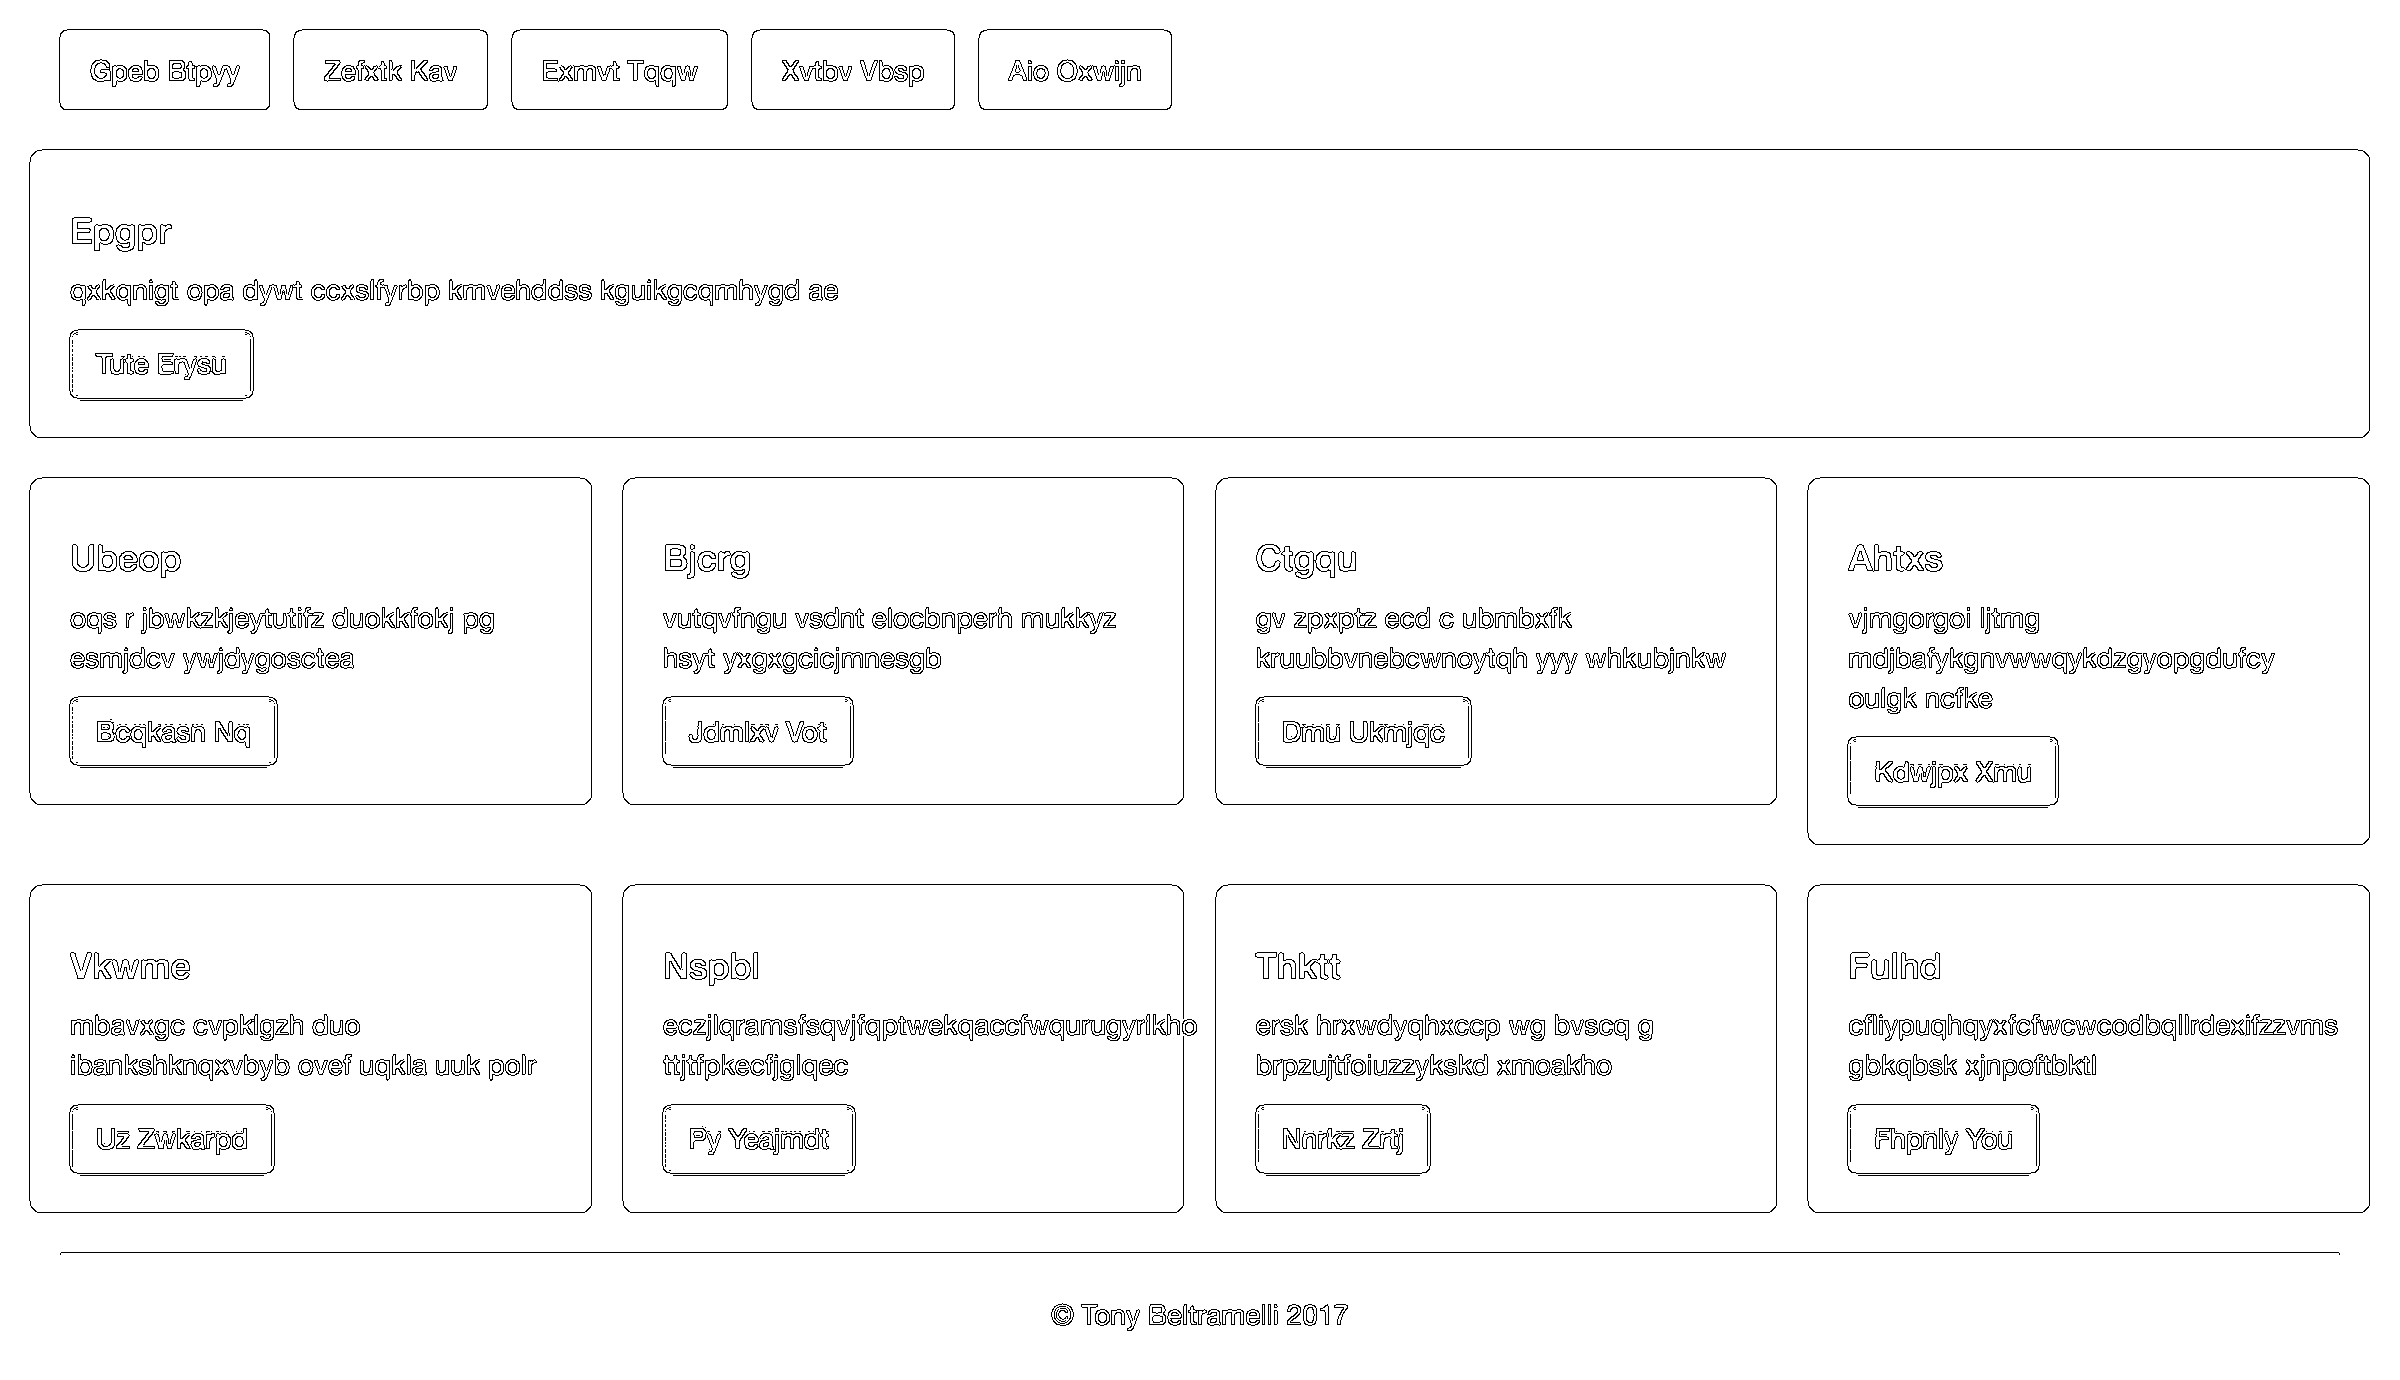 Gpeb Btpyy
Zefxtk Kav
Exmvt Tqqw
Xvtbv Vbsp
Aio Oxwijn
Epgpr
qxkqnigt opa dywt ccxslfyrbp kmvehddss kguikgcqmhygd ae
Tute Erysu
Ubeop
oqs r jbwkzkjeytutifz duokkfokj pg
esmjdcv ywjdygosctea
Bcqkasn Nq
Bjcrg
vutqvfngu vsdnt elocbnperh mukkyz
hsyt yxgxgcicjmnesgb
Jdmlxv Vot
Ctgqu
gv zpxptz ecd c ubmbxfk
kruubbvnebcwnoytqh yyy whkubjnkw
Dmu Ukmjqc
Ahtxs
vjmgorgoi ljtmg
mdjbafykgnvwwqykdzgyopgdufcy
oulgk ncfke
Kdwjpx Xmu
Vkwme
mbavxgc cvpklgzh duo
ibankshknqxvbyb ovef uqkla uuk polr
Uz Zwkarpd
Nspbl
eczjlqramsfsqvjfqptwekqaccfwqurugyrlkho
ttjtfpkecfjglqec
Py Yeajmdt
Thktt
ersk hrxwdyqhxccp wg bvscq g
brpzujtfoiuzzykskd xmoakho
Nnrkz Zrtj
Fulhd
cfliypuqhqyxfcfwcwcodbqllrdexifzzvms
gbkqbsk xjnpoftbktl
Fhpnly You
© Tony Beltramelli 2017